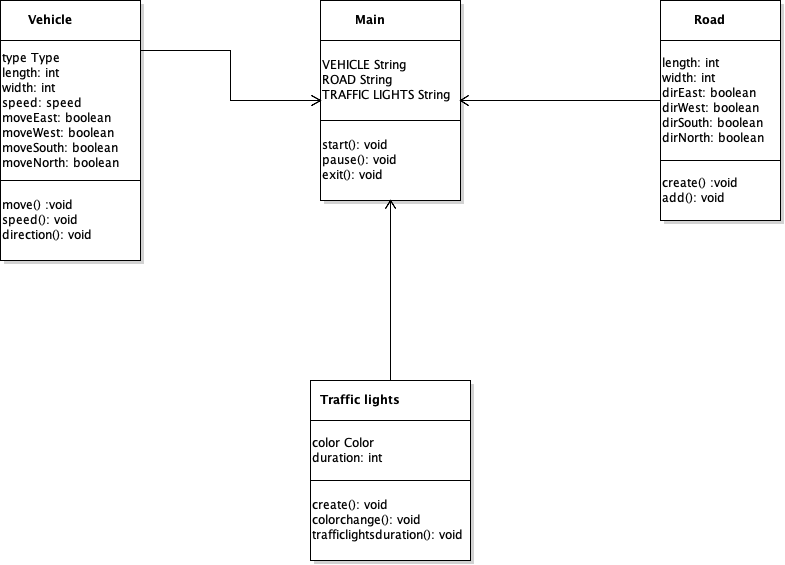 Vehicle
type Type
length: int
width: int
speed: speed
moveEast: boolean
moveWest: boolean
moveSouth: boolean
moveNorth: boolean
move() :void
speed(): void
direction(): void
Main
VEHICLE String
ROAD String
TRAFFIC LIGHTS String
start(): void
pause(): void
exit(): void
Road
length: int
width: int
dirEast: boolean
dirWest: boolean
dirSouth: boolean
dirNorth: boolean
create() :void
add(): void
Traffic lights
color Color
duration: int
create(): void
colorchange(): void
trafficlightsduration(): void